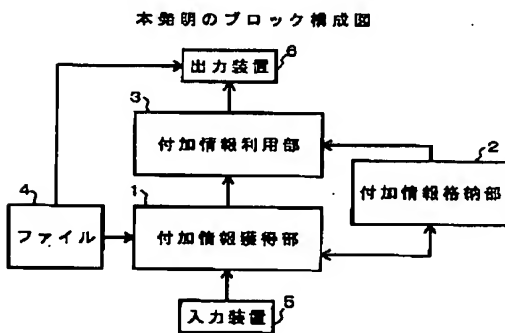 本発明のブロック構成図
6
出力装置
3
付加情報利用部
2
付加情報格納部
1
付加情報獲得部
4
ファイル
入力装置
5